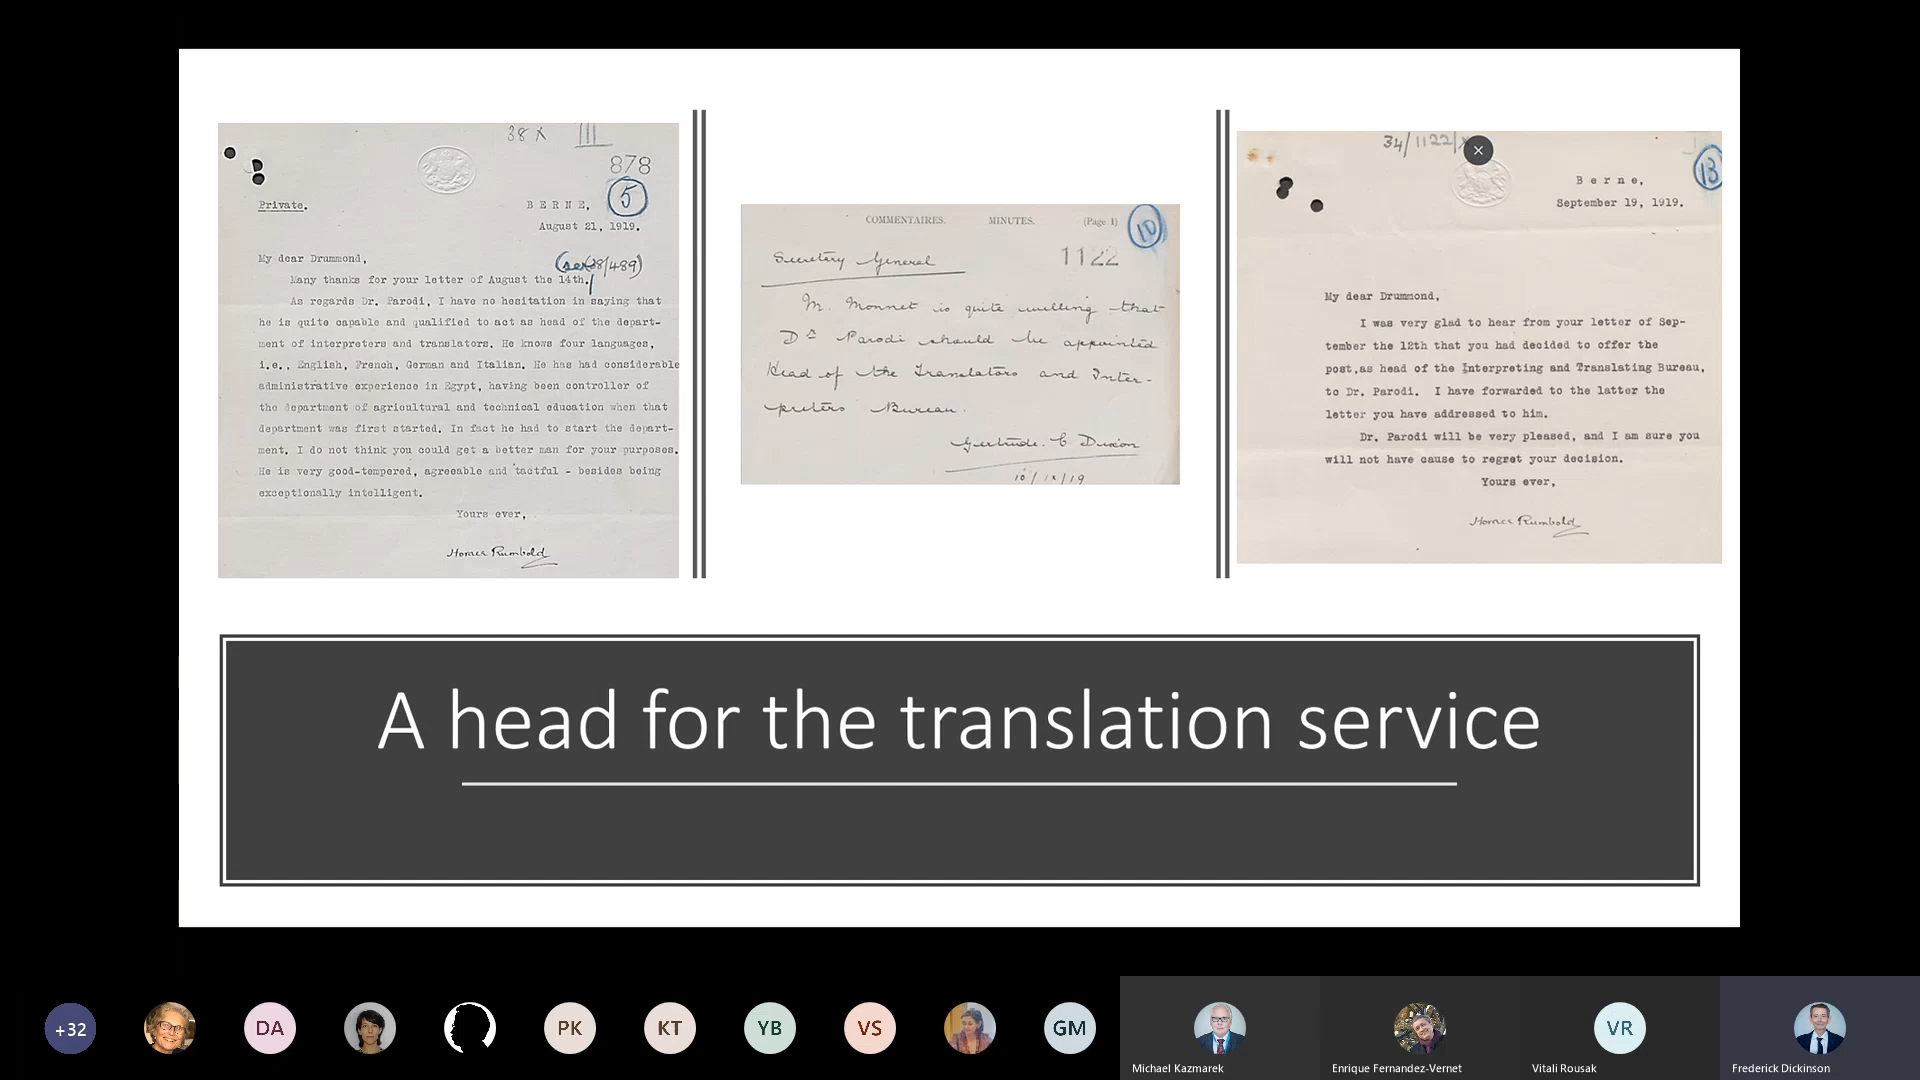 38 X III
878
5
Private.
BERNE,
August 21, 1919.
My dear Drummond,
(see 38/489)
Many thanks for your letter of August the 14th.
As regards Dr. Parodi, I have no hesitation in saying that
he is quite capable and qualified to act as head of the depart-
ment of interpreters and translators. He knows four languages,
i.e., English, French, German and Italian. He has had considerable
administrative experience in Egypt, having been controller of
the department of agricultural and technical education when that
department was first started. In fact he had to start the depart-
ment. I do not think you could get a better man for your purposes.
He is very good-tempered, agreeable and tactful - besides being
exceptionally intelligent.
Yours ever,
Horace Rumbold
COMMENTAIRES. MINUTES. (Page 1)
10
1122
Secretary General
M. Monnet is quite willing that
Dr Parodi should be appointed
Head of the Translators and Inter-
preters Bureau.
Gertrude. C. Dixon
10/IX/19
34/1122/X
13
Berne,
September 19, 1919.
My dear Drummond,
I was very glad to hear from your letter of Sep-
tember the 12th that you had decided to offer the
post,as head of the Interpreting and Translating Bureau,
to Dr. Parodi. I have forwarded to the latter the
letter you have addressed to him.
Dr. Parodi will be very pleased, and I am sure you
will not have cause to regret your decision.
Yours ever,
Horace Rumbold
A head for the translation service
+32
DA
PK
KT
YB
VS
GM
VR
Michael Kazmarek
Enrique Fernandez-Vernet
Vitali Rousak
Frederick Dickinson